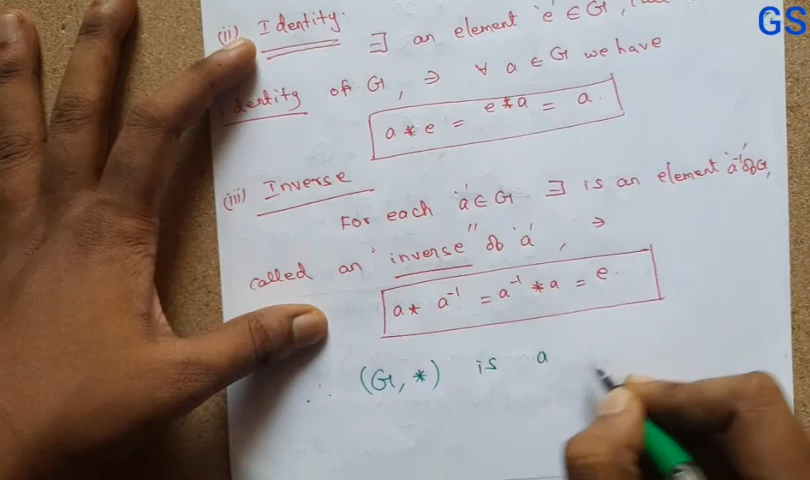 GS
(ii) Identity:
∃ an element 'e' ∈ G,
Identity of G, ∋ ∀ a ∈ G we have
a * e = e * a = a.
(iii) Inverse
For each 'a' ∈ G ∃ is an element 'a⁻¹' of G,
called an "inverse" of 'a', ∋
a * a⁻¹ = a⁻¹ * a = e.
∴ (G, *) is a